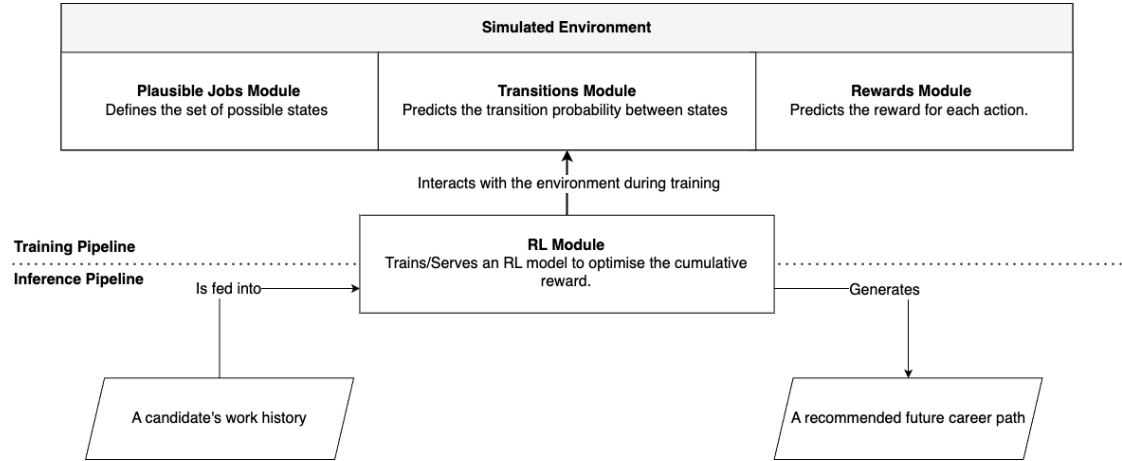 Simulated Environment
Plausible Jobs Module
Defines the set of possible states
Transitions Module
Predicts the transition probability between states
Rewards Module
Predicts the reward for each action.
Interacts with the environment during training
Training Pipeline
RL Module
Trains/Serves an RL model to optimise the cumulative
reward.
Inference Pipeline
Is fed into
Generates
A candidate's work history
A recommended future career path